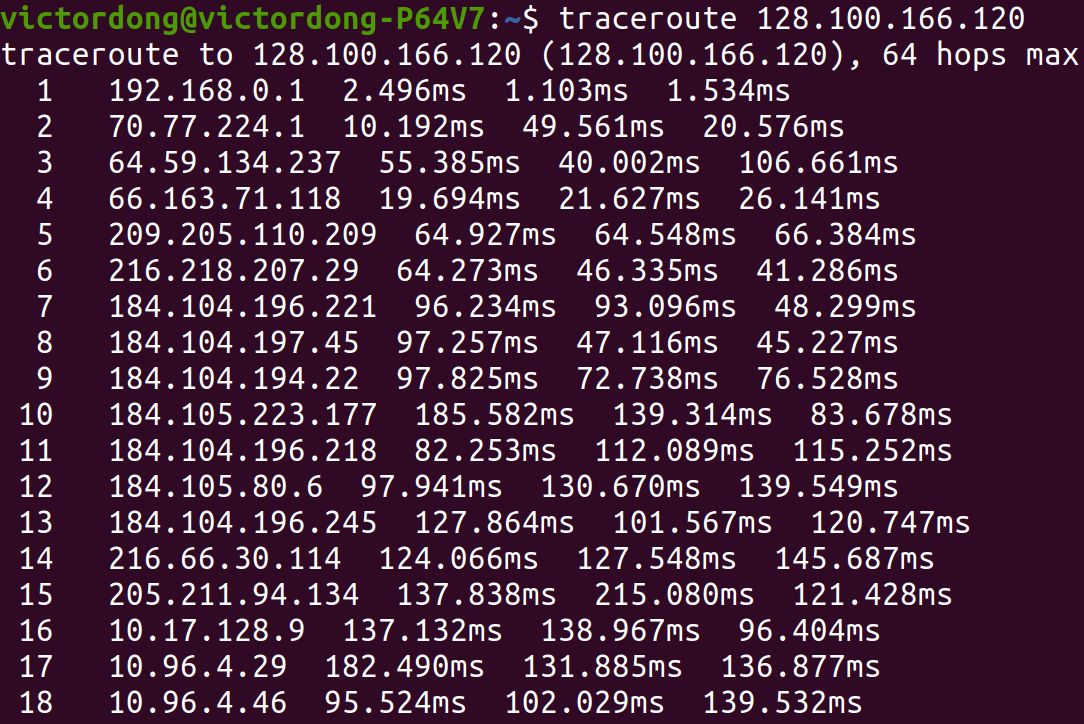 victordong@victordong-P64V7:~$ traceroute 128.100.166.120
traceroute to 128.100.166.120 (128.100.166.120), 64 hops max
1 192.168.0.1 2.496ms 1.103ms 1.534ms
2 70.77.224.1 10.192ms 49.561ms 20.576ms
3 64.59.134.237 55.385ms 40.002ms 106.661ms
4 66.163.71.118 19.694ms 21.627ms 26.141ms
5 209.205.110.209 64.927ms 64.548ms 66.384ms
6 216.218.207.29 64.273ms 46.335ms 41.286ms
7 184.104.196.221 96.234ms 93.096ms 48.299ms
8 184.104.197.45 97.257ms 47.116ms 45.227ms
9 184.104.194.22 97.825ms 72.738ms 76.528ms
10 184.105.223.177 185.582ms 139.314ms 83.678ms
11 184.104.196.218 82.253ms 112.089ms 115.252ms
12 184.105.80.6 97.941ms 130.670ms 139.549ms
13 184.104.196.245 127.864ms 101.567ms 120.747ms
14 216.66.30.114 124.066ms 127.548ms 145.687ms
15 205.211.94.134 137.838ms 215.080ms 121.428ms
16 10.17.128.9 137.132ms 138.967ms 96.404ms
17 10.96.4.29 182.490ms 131.885ms 136.877ms
18 10.96.4.46 95.524ms 102.029ms 139.532ms